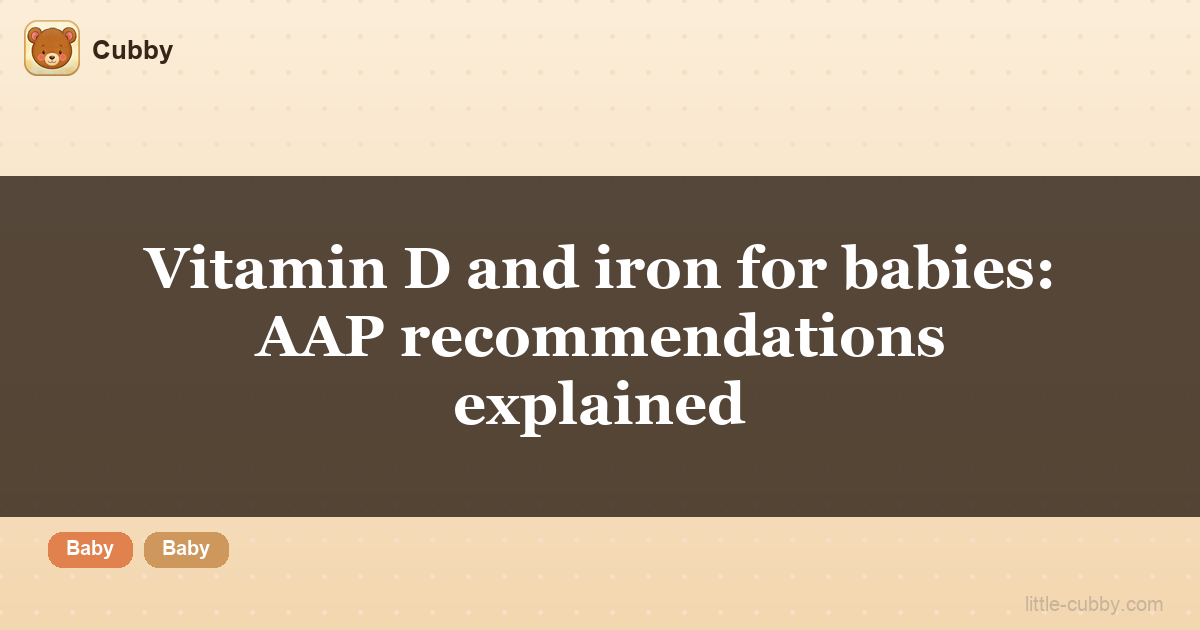 Cubby
Vitamin D and iron for babies:
AAP recommendations
explained
Baby Baby
little-cubby.com